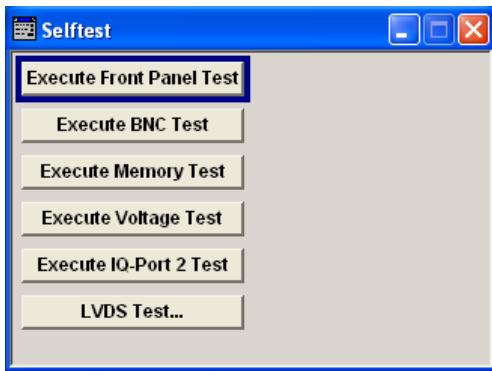 Selftest
Execute Front Panel Test
Execute BNC Test
Execute Memory Test
Execute Voltage Test
Execute IQ-Port 2 Test
LVDS Test...